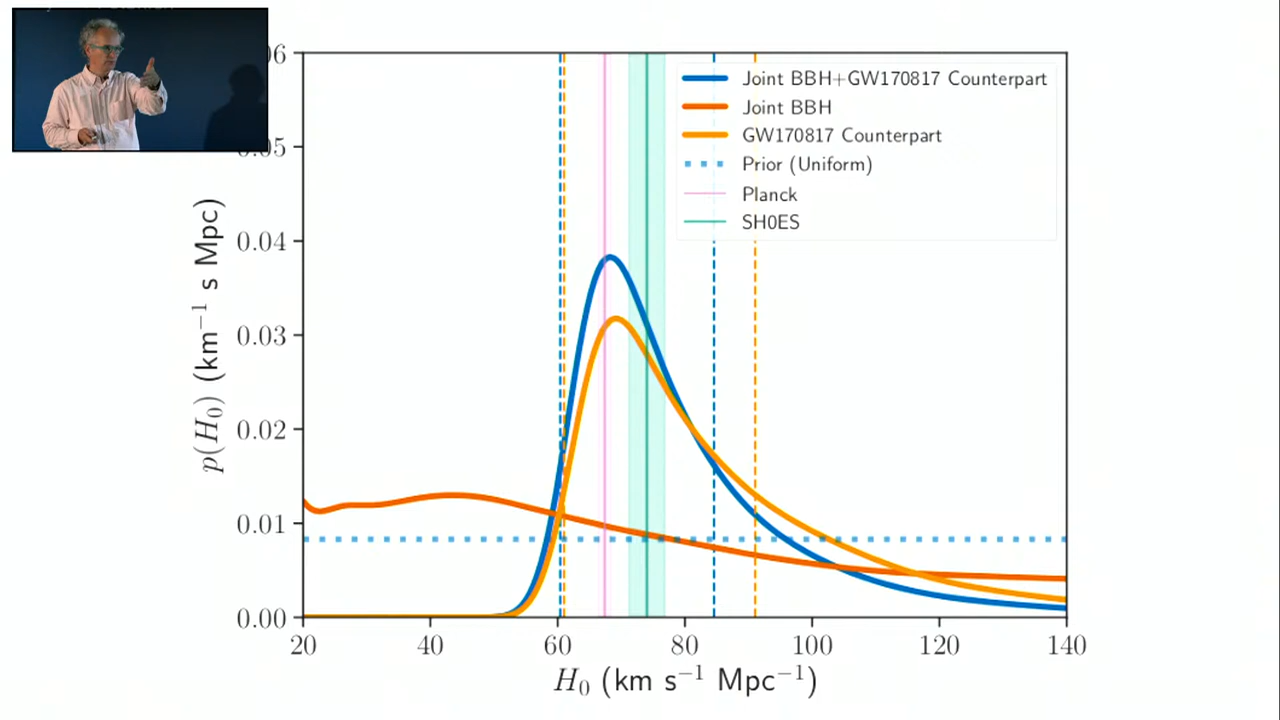 Joint BBH+GW170817 Counterpart
Joint BBH
GW170817 Counterpart
Prior (Uniform)
Planck
SH0ES
p(H₀) (km⁻¹ s Mpc)
0.04
0.03
0.02
0.01
0.00
20 40 60 80 100 120 140
H₀ (km s⁻¹ Mpc⁻¹)